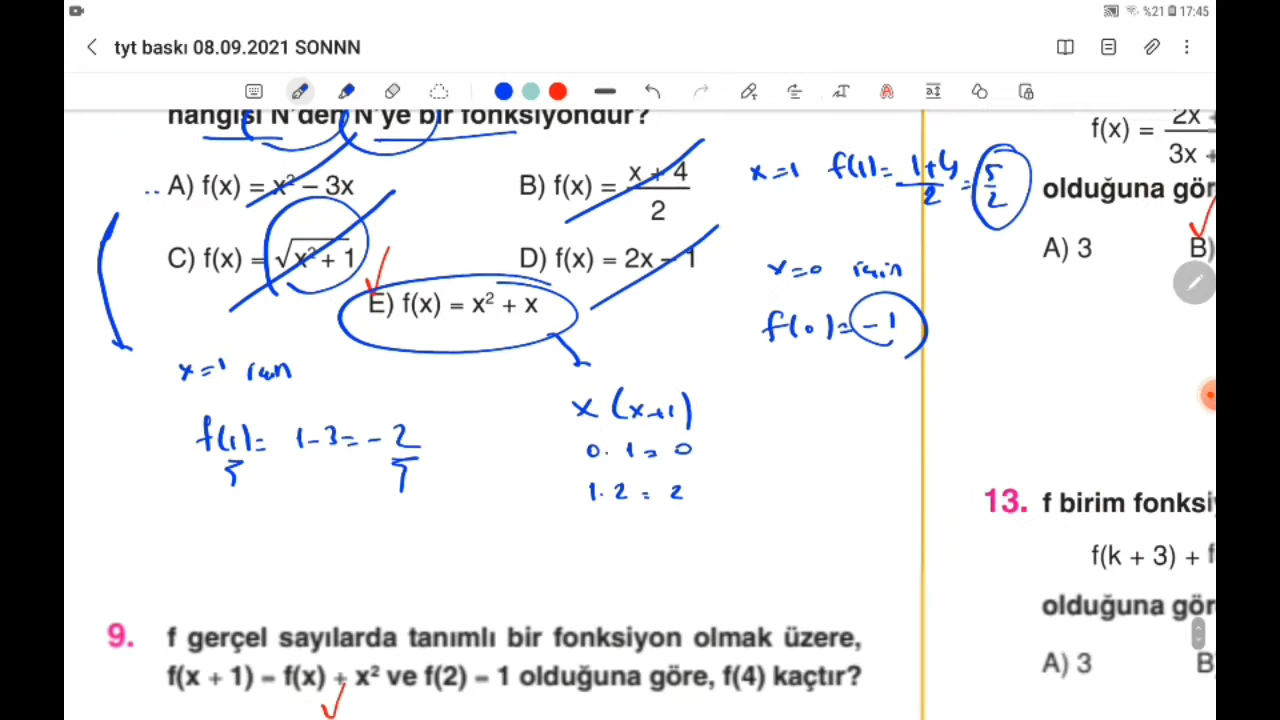 %21 17:45
tyt baskı 08.09.2021 SONNN
hangisi N'den N'ye bir fonksiyondur?
A) f(x) = x² – 3x
B) f(x) = x + 4 / 2
C) f(x) = √x² + 1
D) f(x) = 2x – 1
E) f(x) = x² + x
x=1 f(1) = 1+4 / 2 = 5/2
x=0 için
f(0) = -1
x=1 için
f(1) = 1-3 = -2
x (x+1)
0.1 = 0
1.2 = 2
9. f gerçel sayılarda tanımlı bir fonksiyon olmak üzere,
f(x + 1) = f(x) + x² ve f(2) = 1 olduğuna göre, f(4) kaçtır?
f(x) = 2x / 3x +
olduğuna gör
A) 3 B)
13. f birim fonksi
f(k + 3) + f
olduğuna gör
A) 3 B